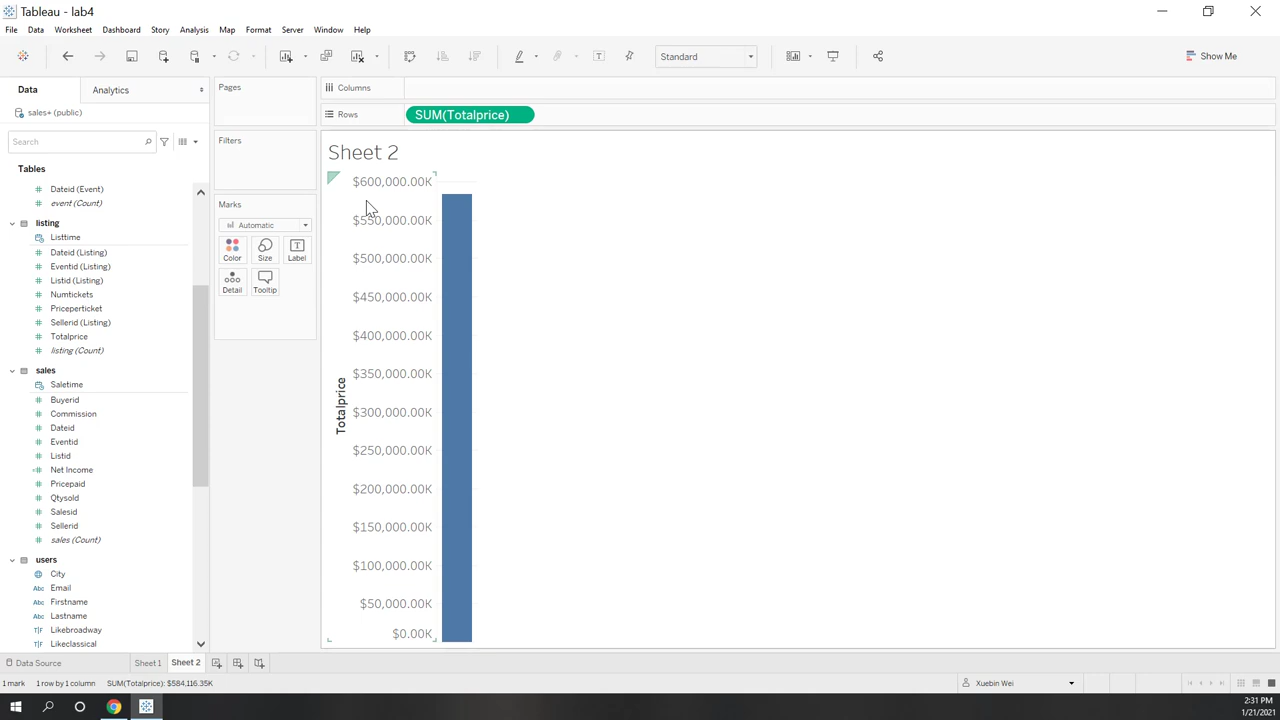 Tableau - lab4
File Data Worksheet Dashboard Story Analysis Map Format Server Window Help
Standard
Show Me
Data
Analytics
Pages
Columns
sales+ (public)
Rows
SUM(Totalprice)
Search
Filters
Sheet 2
Tables
Dateid (Event)
event (Count)
listing
Listtime
Dateid (Listing)
Eventid (Listing)
Listid (Listing)
Numtickets
Priceperticket
Sellerid (Listing)
Totalprice
listing (Count)
sales
Saletime
Buyerid
Commission
Dateid
Eventid
Listid
Net Income
Pricepaid
Qtysold
Salesid
Sellerid
sales (Count)
users
City
Abc Email
Abc Firstname
Abc Lastname
T|F Likebroadway
T|F Likeclassical
Marks
Automatic
Color
Size
Label
Detail
Tooltip
$600,000.00K
$550,000.00K
$500,000.00K
$450,000.00K
$400,000.00K
$350,000.00K
$300,000.00K
$250,000.00K
$200,000.00K
$150,000.00K
$100,000.00K
$50,000.00K
$0.00K
Totalprice
Data Source
Sheet 1
Sheet 2
1 mark
1 row by 1 column
SUM(Totalprice): $584,116.35K
Xuebin Wei
2:31 PM
1/21/2021